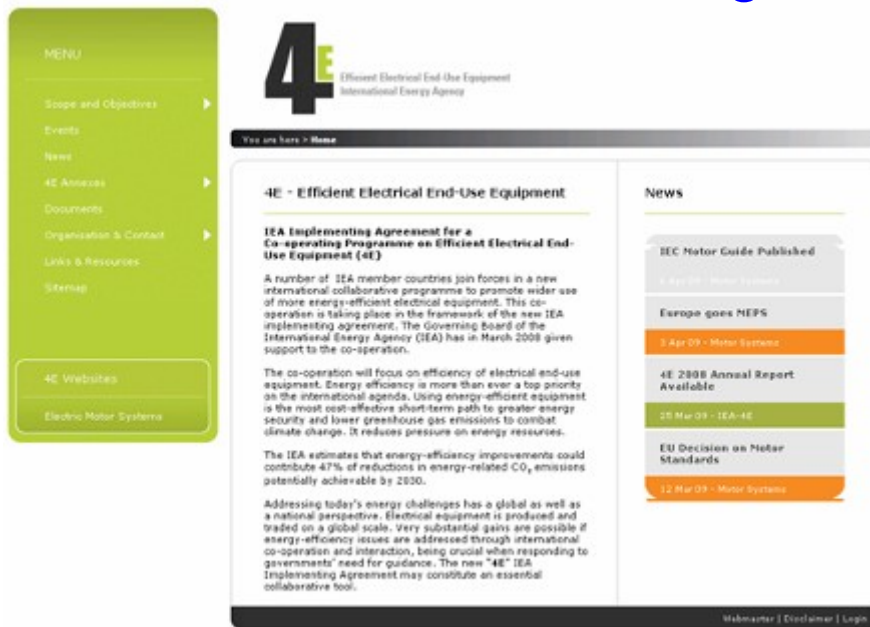 MENU
Scope and Objectives
Events
News
4E Annexes
Documents
Organisation & Contact
Links & Resources
Sitemap
4E Websites
Electric Motor Systems
4E
Efficient Electrical End-Use Equipment
International Energy Agency
You are here > Home
4E - Efficient Electrical End-Use Equipment
IEA Implementing Agreement for a
Co-operating Programme on Efficient Electrical End-
Use Equipment (4E)
A number of IEA member countries join forces in a new
international collaborative programme to promote wider use
of more energy-efficient electrical equipment. This co-
operation is taking place in the framework of the new IEA
implementing agreement. The Governing Board of the
International Energy Agency (IEA) has in March 2008 given
support to the co-operation.
The co-operation will focus on efficiency of electrical end-use
equipment. Energy efficiency is more than ever a top priority
on the international agenda. Using energy-efficient equipment
is the most cost-effective short-term path to greater energy
security and lower greenhouse gas emissions to combat
climate change. It reduces pressure on energy resources.
The IEA estimates that energy-efficiency improvements could
contribute 47% of reductions in energy-related CO₂ emissions
potentially achievable by 2030.
Addressing today's energy challenges has a global as well as
a national perspective. Electrical equipment is produced and
traded on a global scale. Very substantial gains are possible if
energy-efficiency issues are addressed through international
co-operation and interaction, being crucial when responding to
governments' need for guidance. The new "4E" IEA
Implementing Agreement may constitute an essential
collaborative tool.
News
IEC Motor Guide Published
Apr 09 - Motor Systems
Europe goes MEPS
3 Apr 09 - Motor Systems
4E 2008 Annual Report
Available
25 Mar 09 - IEA-4E
EU Decision on Motor
Standards
12 Mar 09 - Motor Systems
Webmaster | Disclaimer | Login